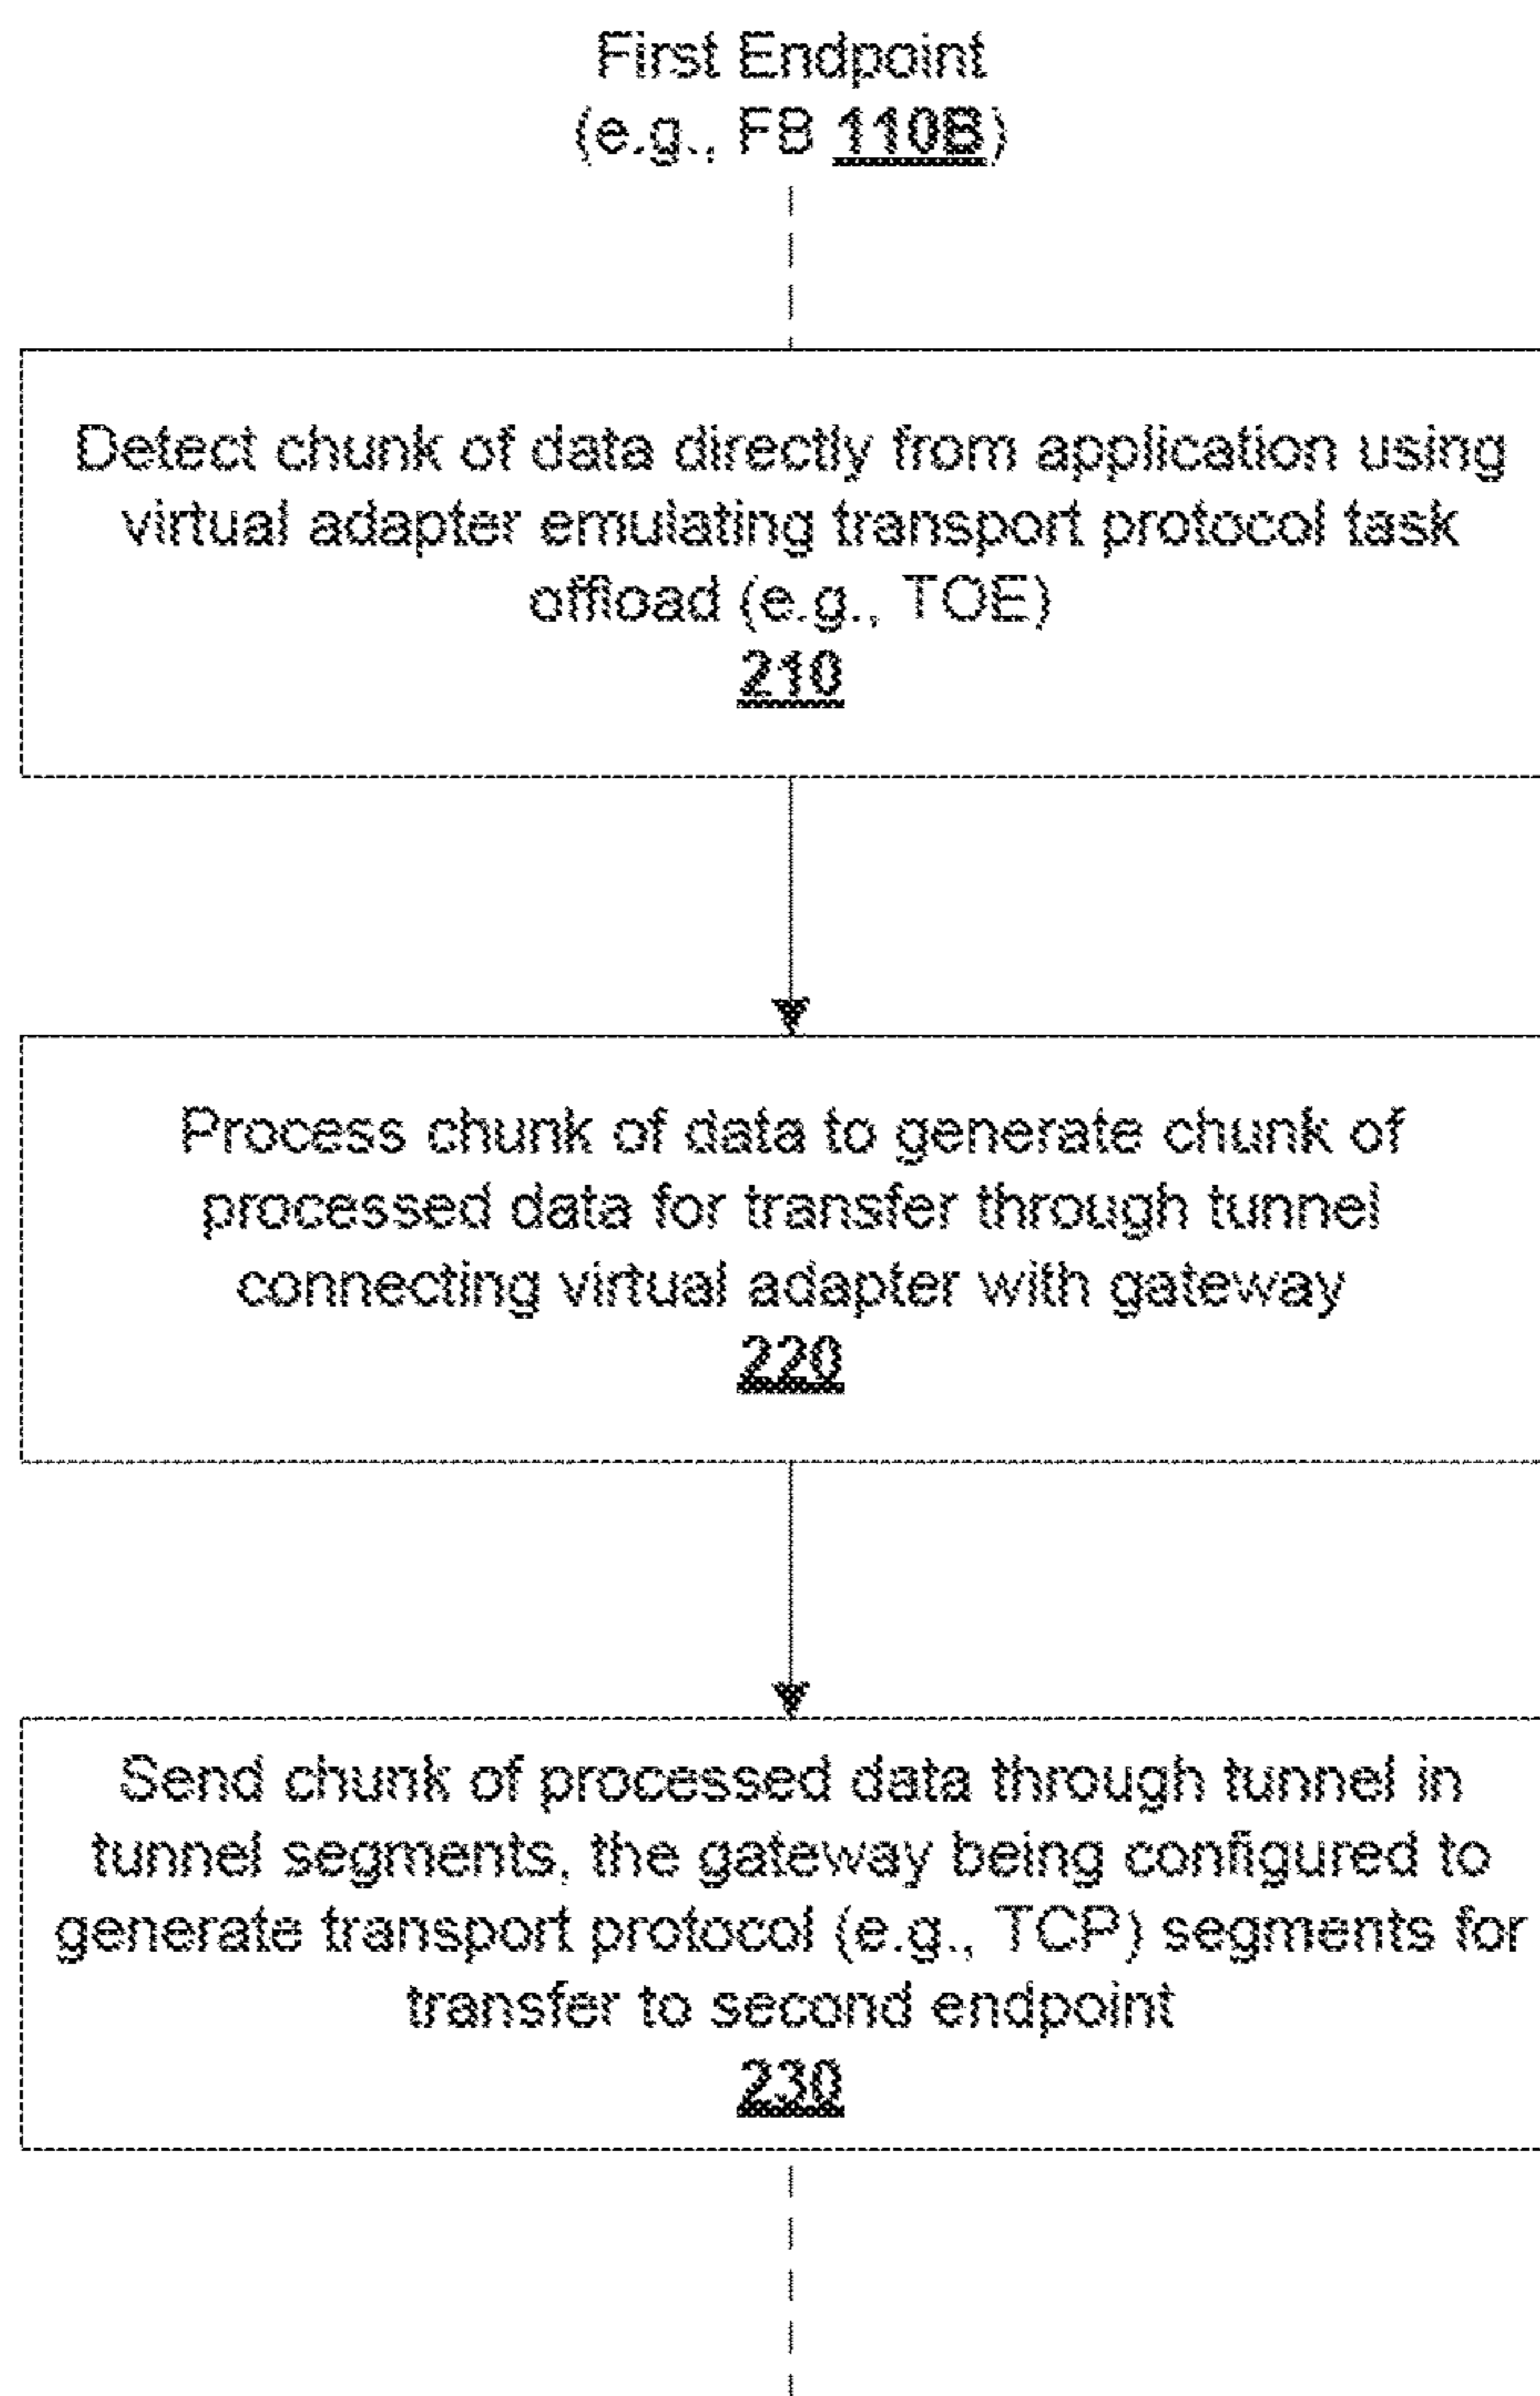 First Endpoint
(e.g., FB 110B)
Detect chunk of data directly from application using
virtual adapter emulating transport protocol task
offload (e.g., TOE)
210
Process chunk of data to generate chunk of
processed data for transfer through tunnel
connecting virtual adapter with gateway
220
Send chunk of processed data through tunnel in
tunnel segments, the gateway being configured to
generate transport protocol (e.g., TCP) segments for
transfer to second endpoint
230